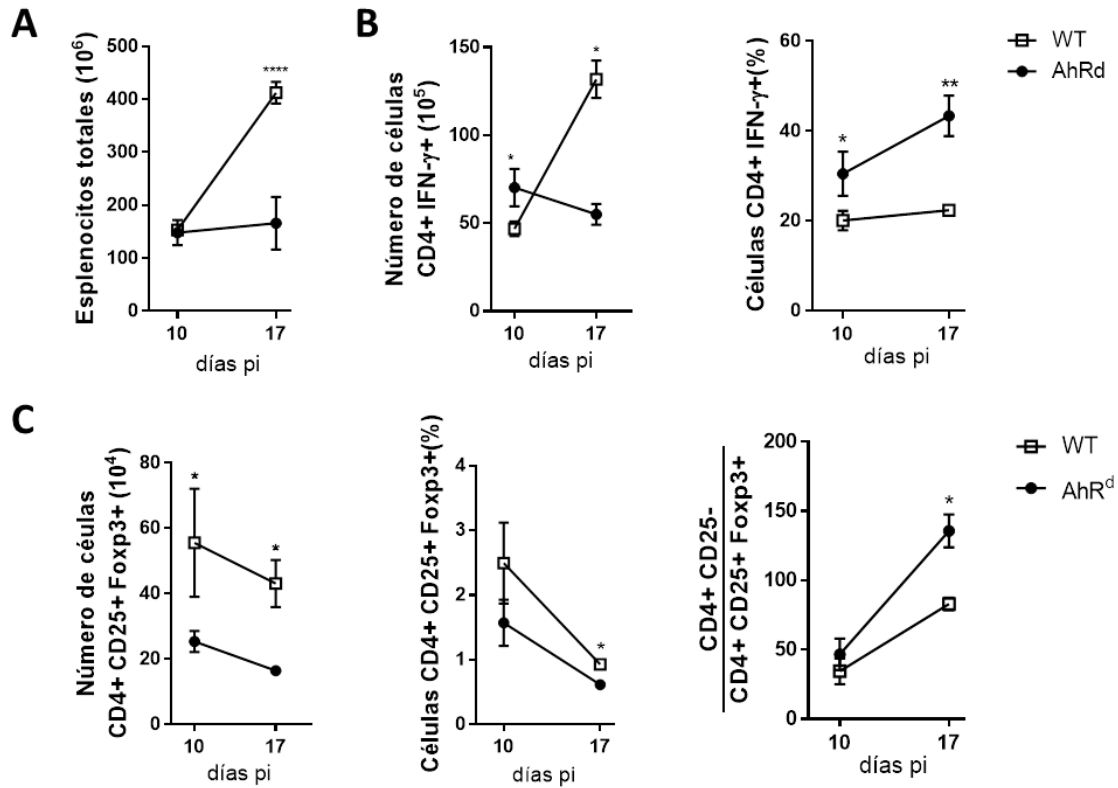 A
Esplenocitos totales (10⁶)
500
400
300
200
100
0
****
10
17
días pi
B
Número de células
CD4+ IFN-γ+ (10⁵)
150
100
50
0
*
*
10
17
días pi
Células CD4+ IFN-γ+(%)
60
40
20
0
*
**
10
17
días pi
WT
AhRd
C
Número de células
CD4+ CD25+ Foxp3+ (10⁴)
80
60
40
20
0
*
*
10
17
días pi
Células CD4+ CD25+ Foxp3+(%)
4
3
2
1
0
*
10
17
días pi
CD4+ CD25-
CD4+ CD25+ Foxp3+
200
150
100
50
0
*
10
17
días pi
WT
AhRᵈ